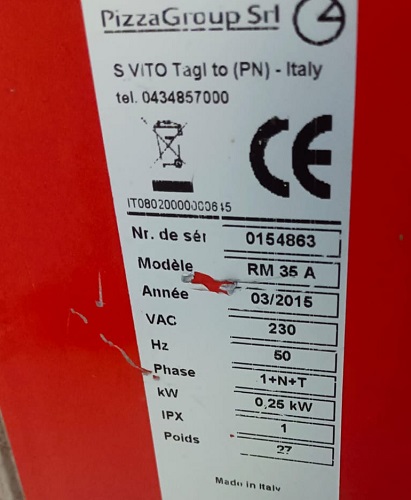 PizzaGroup Srl
S VITO Tagl to (PN) - Italy
tel. 0434857000
CE
IT08020000000615
Nr. de sér 0154863
Modèle RM 35 A
Année 03/2015
VAC 230
Hz 50
Phase 1+N+T
kW 0,25 kW
IPX 1
Poids 27
Made in Italy